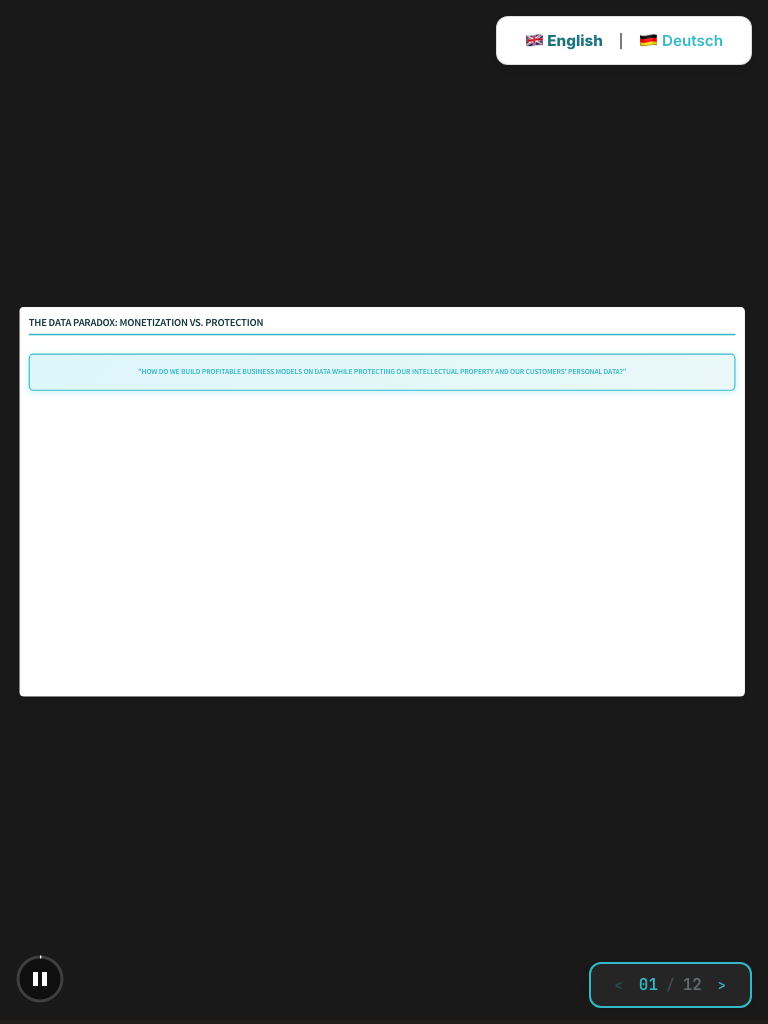 🇬🇧 English | 🇩🇪 Deutsch
THE DATA PARADOX: MONETIZATION VS. PROTECTION
"HOW DO WE BUILD PROFITABLE BUSINESS MODELS ON DATA WHILE PROTECTING OUR INTELLECTUAL PROPERTY AND OUR CUSTOMERS' PERSONAL DATA?"
< 01 / 12 >